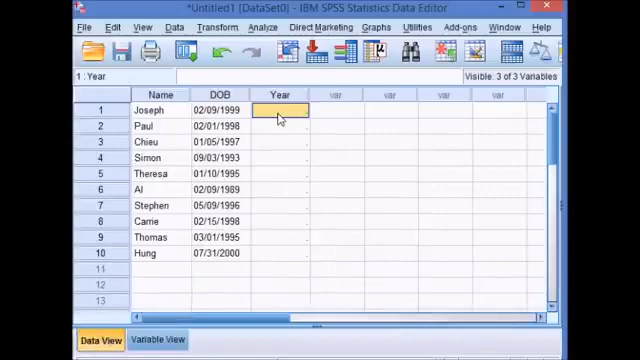 *Untitled1 [DataSet0] - IBM SPSS Statistics Data Editor
File Edit View Data Transform Analyze Direct Marketing Graphs Utilities Add-ons Window Help
1 : Year Visible: 3 of 3 Variables
Name DOB Year var var var var
1 Joseph 02/09/1999 .
2 Paul 02/01/1998 .
3 Chieu 01/05/1997 .
4 Simon 09/03/1993 .
5 Theresa 01/10/1995 .
6 Al 02/09/1989 .
7 Stephen 05/09/1996 .
8 Carrie 02/15/1998 .
9 Thomas 03/01/1995 .
10 Hung 07/31/2000 .
11
12
13
Data View Variable View